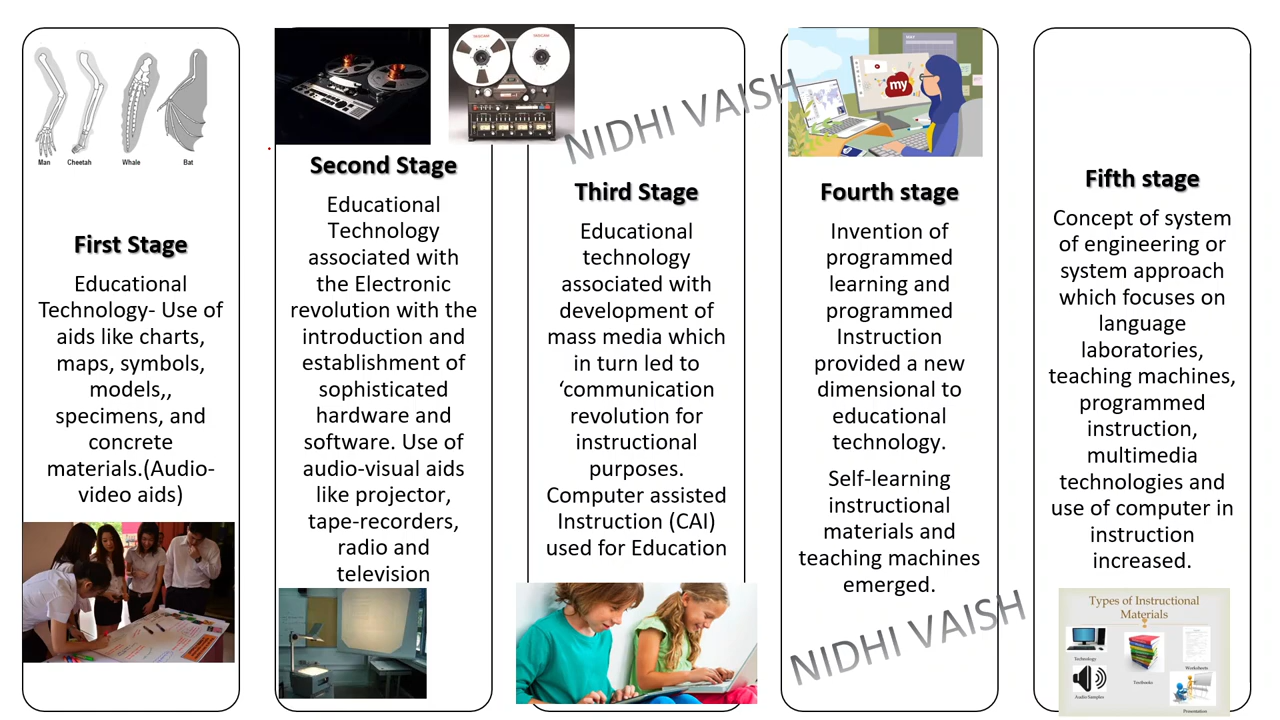 Man Cheetah Whale Bat
First Stage
Educational
Technology- Use of
aids like charts,
maps, symbols,
models,,
specimens, and
concrete
materials.(Audio-
video aids)
Second Stage
Educational
Technology
associated with
the Electronic
revolution with the
introduction and
establishment of
sophisticated
hardware and
software. Use of
audio-visual aids
like projector,
tape-recorders,
radio and
television
NIDHI VAISH
Third Stage
Educational
technology
associated with
development of
mass media which
in turn led to
‘communication
revolution for
instructional
purposes.
Computer assisted
Instruction (CAI)
used for Education
my
Fourth stage
Invention of
programmed
learning and
programmed
Instruction
provided a new
dimensional to
educational
technology.
Self-learning
instructional
materials and
teaching machines
emerged.
NIDHI VAISH
Fifth stage
Concept of system
of engineering or
system approach
which focuses on
language
laboratories,
teaching machines,
programmed
instruction,
multimedia
technologies and
use of computer in
instruction
increased.
Types of Instructional
Materials
Technology
Textbooks
Worksheets
Audio Samples
Presentation